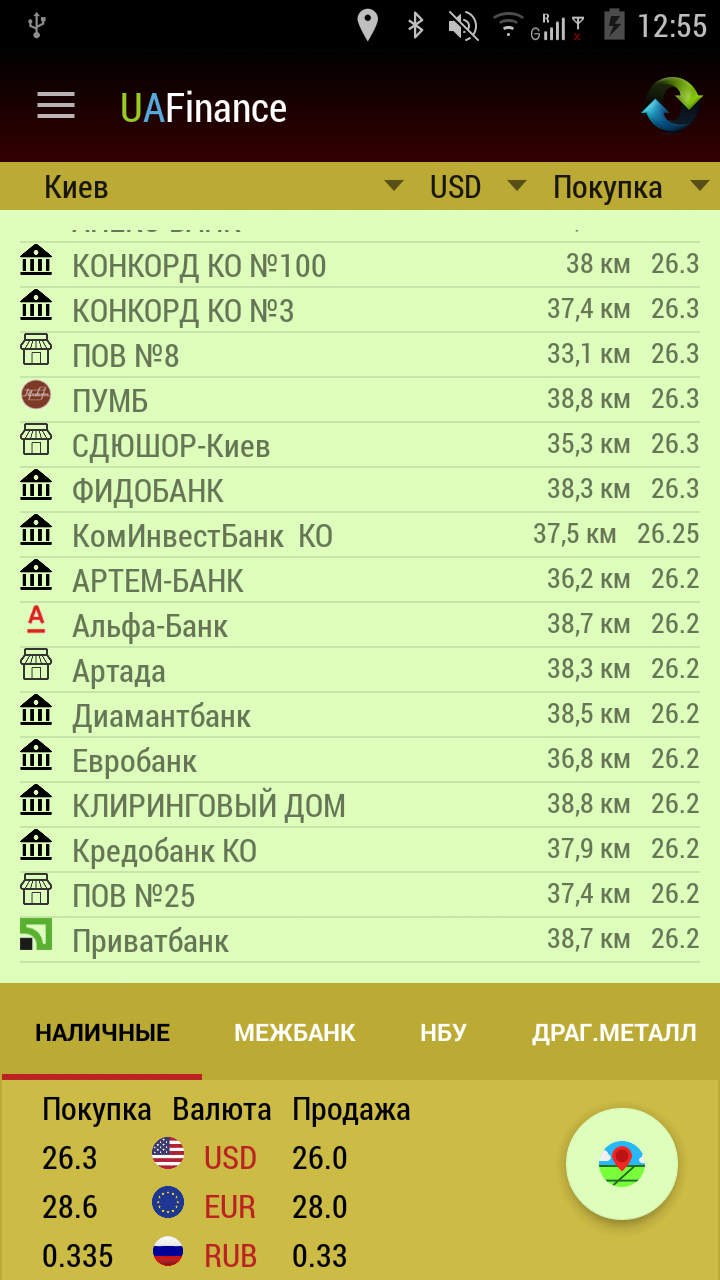 12:55
UAFinance
Киев USD Покупка
КОНКОРД КО №100 38 км 26.3
КОНКОРД КО №3 37,4 км 26.3
ПОВ №8 33,1 км 26.3
ПУМБ 38,8 км 26.3
СДЮШОР-Киев 35,3 км 26.3
ФИДОБАНК 38,3 км 26.3
КомИнвестБанк КО 37,5 км 26.25
АРТЕМ-БАНК 36,2 км 26.2
Альфа-Банк 38,7 км 26.2
Артада 38,3 км 26.2
Диамантбанк 38,5 км 26.2
Евробанк 36,8 км 26.2
КЛИРИНГОВЫЙ ДОМ 38,8 км 26.2
Кредобанк КО 37,9 км 26.2
ПОВ №25 37,4 км 26.2
Приватбанк 38,7 км 26.2
НАЛИЧНЫЕ МЕЖБАНК НБУ ДРАГ.МЕТАЛЛ
Покупка Валюта Продажа
26.3 USD 26.0
28.6 EUR 28.0
0.335 RUB 0.33